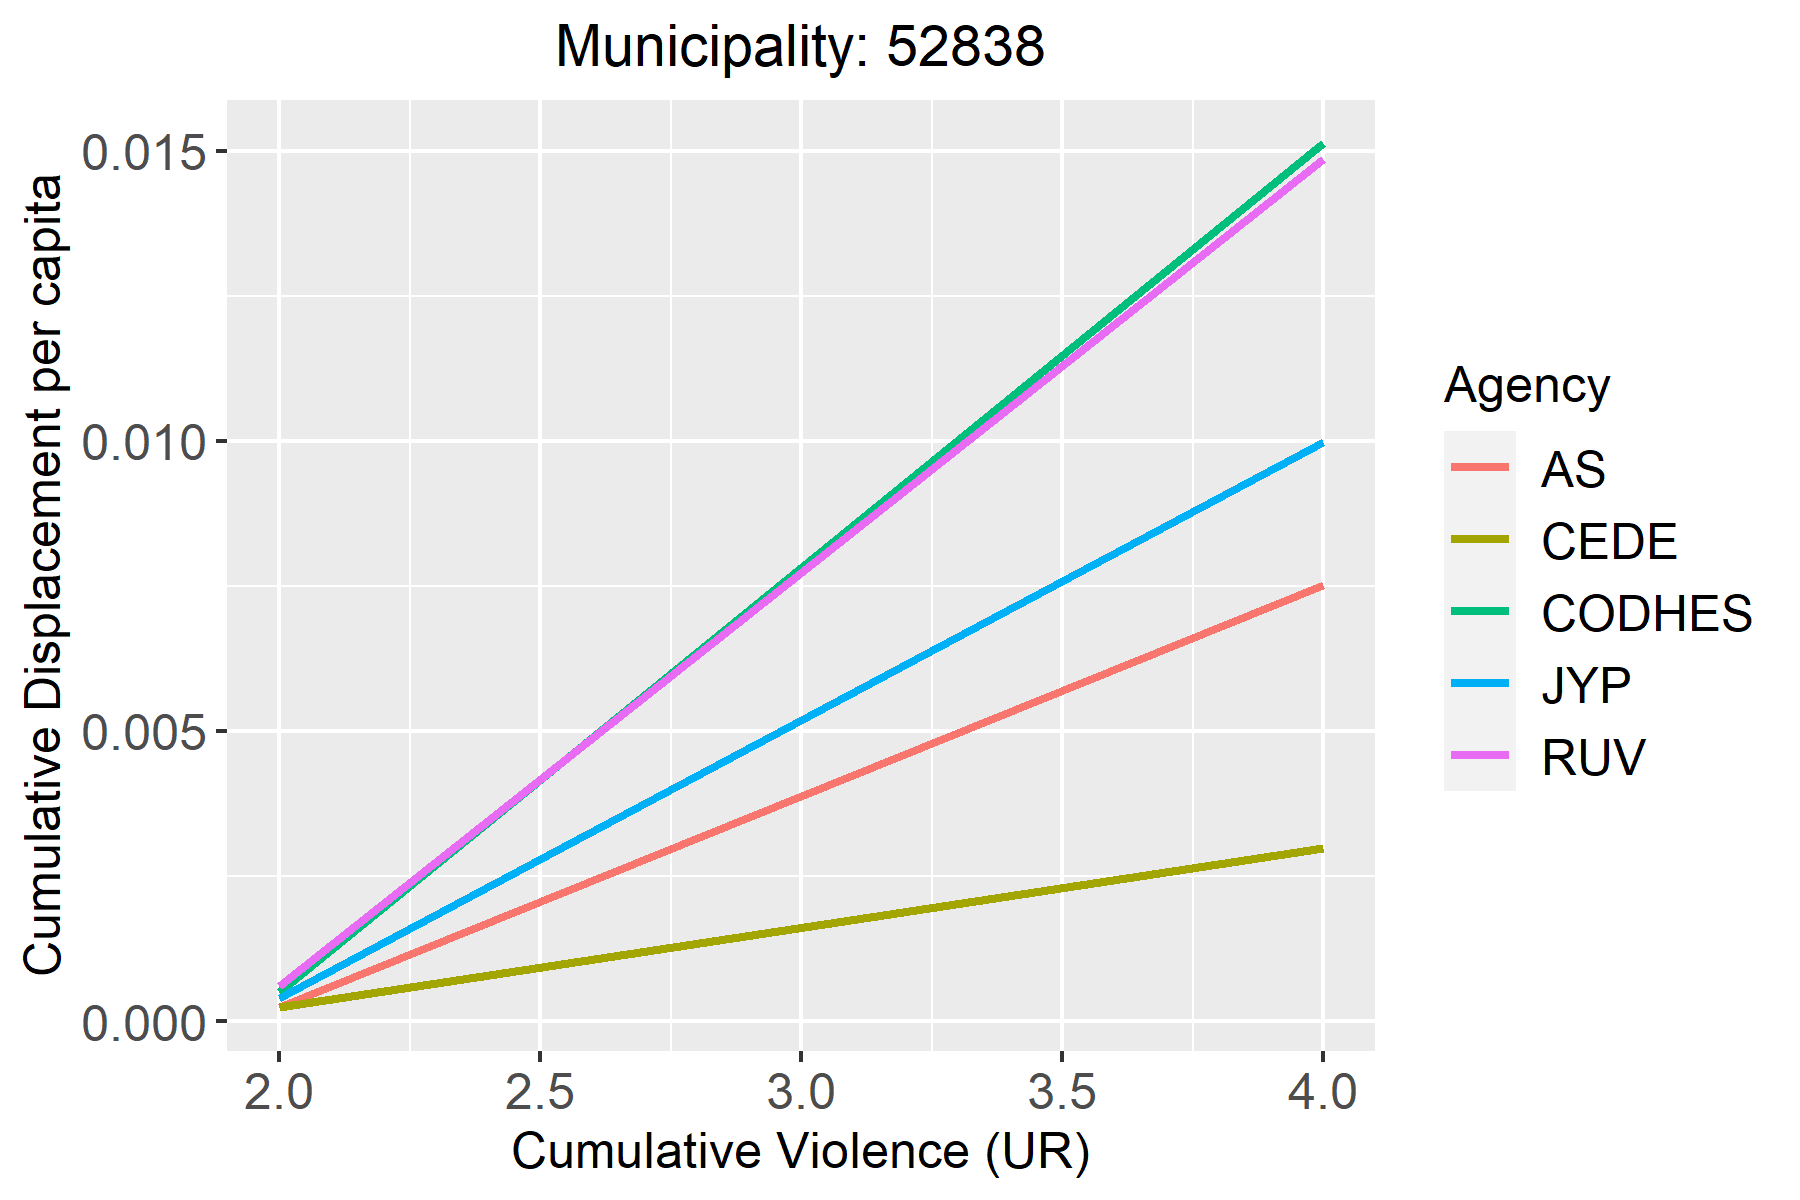 Municipality: 52838
Cumulative Displacement per capita
0.015
0.010
0.005
0.000
2.0 2.5 3.0 3.5 4.0
Cumulative Violence (UR)
Agency
AS
CEDE
CODHES
JYP
RUV